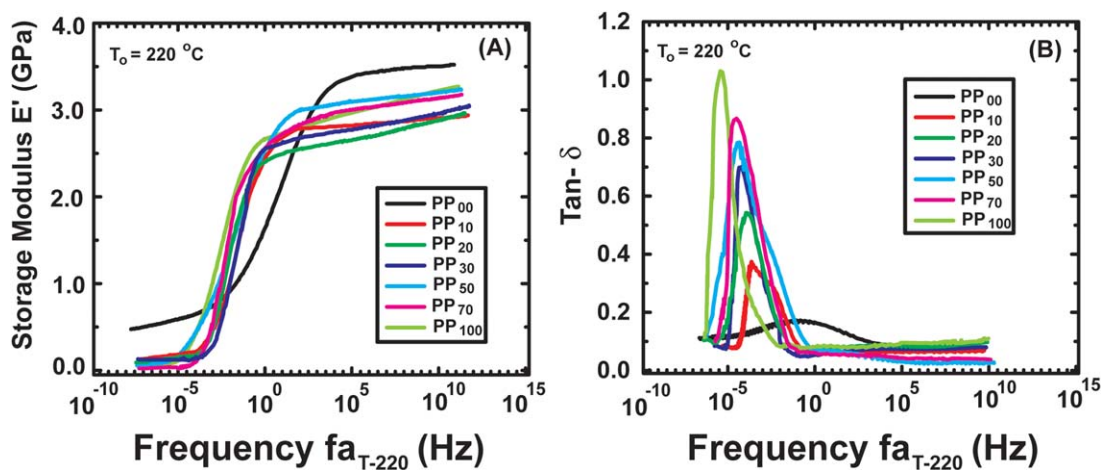 (A)
T₀ = 220 °C
Storage Modulus E' (GPa)
4.0
3.0
2.0
1.0
0.0
PP₀₀
PP₁₀
PP₂₀
PP₃₀
PP₅₀
PP₇₀
PP₁₀₀
10⁻¹⁰ 10⁻⁵ 10⁰ 10⁵ 10¹⁰ 10¹⁵
Frequency fa_T-220 (Hz)
(B)
T₀ = 220 °C
Tan- δ
1.2
1.0
0.8
0.6
0.4
0.2
0.0
PP₀₀
PP₁₀
PP₂₀
PP₃₀
PP₅₀
PP₇₀
PP₁₀₀
10⁻¹⁰ 10⁻⁵ 10⁰ 10⁵ 10¹⁰ 10¹⁵
Frequency fa_T-220 (Hz)